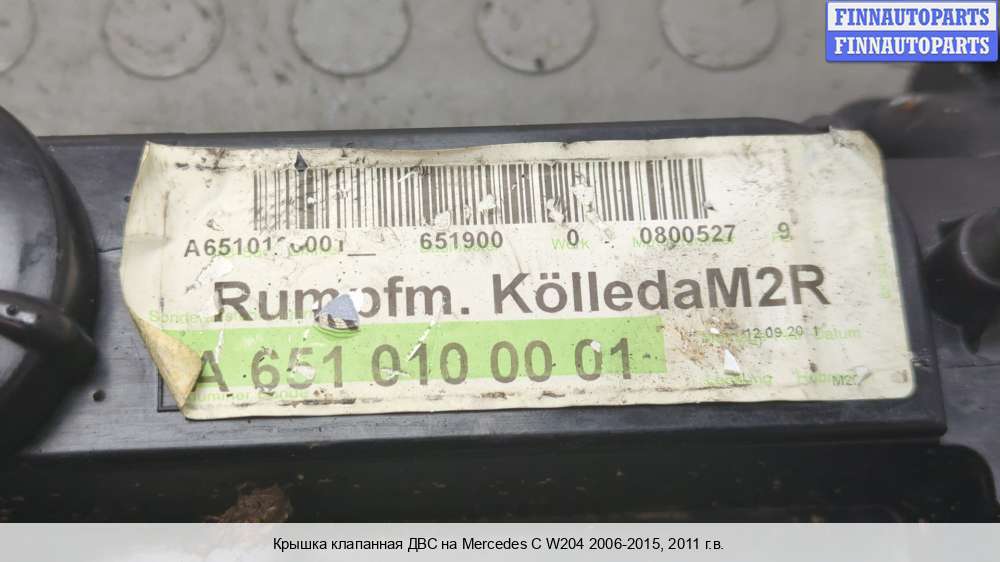 FINNAUTOPARTS
FINNAUTOPARTS
651900 0 0800527 9
Rumpfm. KölledaM2R
A 651 010 00 01
Крышка клапанная ДВС на Mercedes C W204 2006-2015, 2011 г.в.